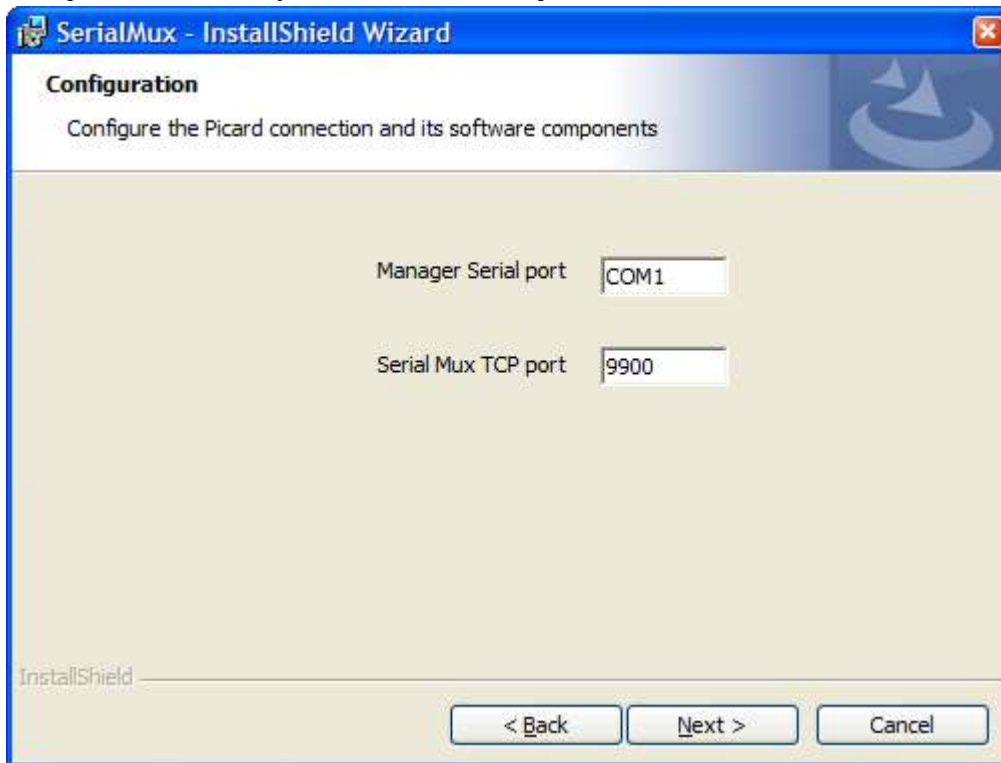 SerialMux - InstallShield Wizard
Configuration
Configure the Picard connection and its software components
Manager Serial port COM1
Serial Mux TCP port 9900
InstallShield
< Back Next > Cancel